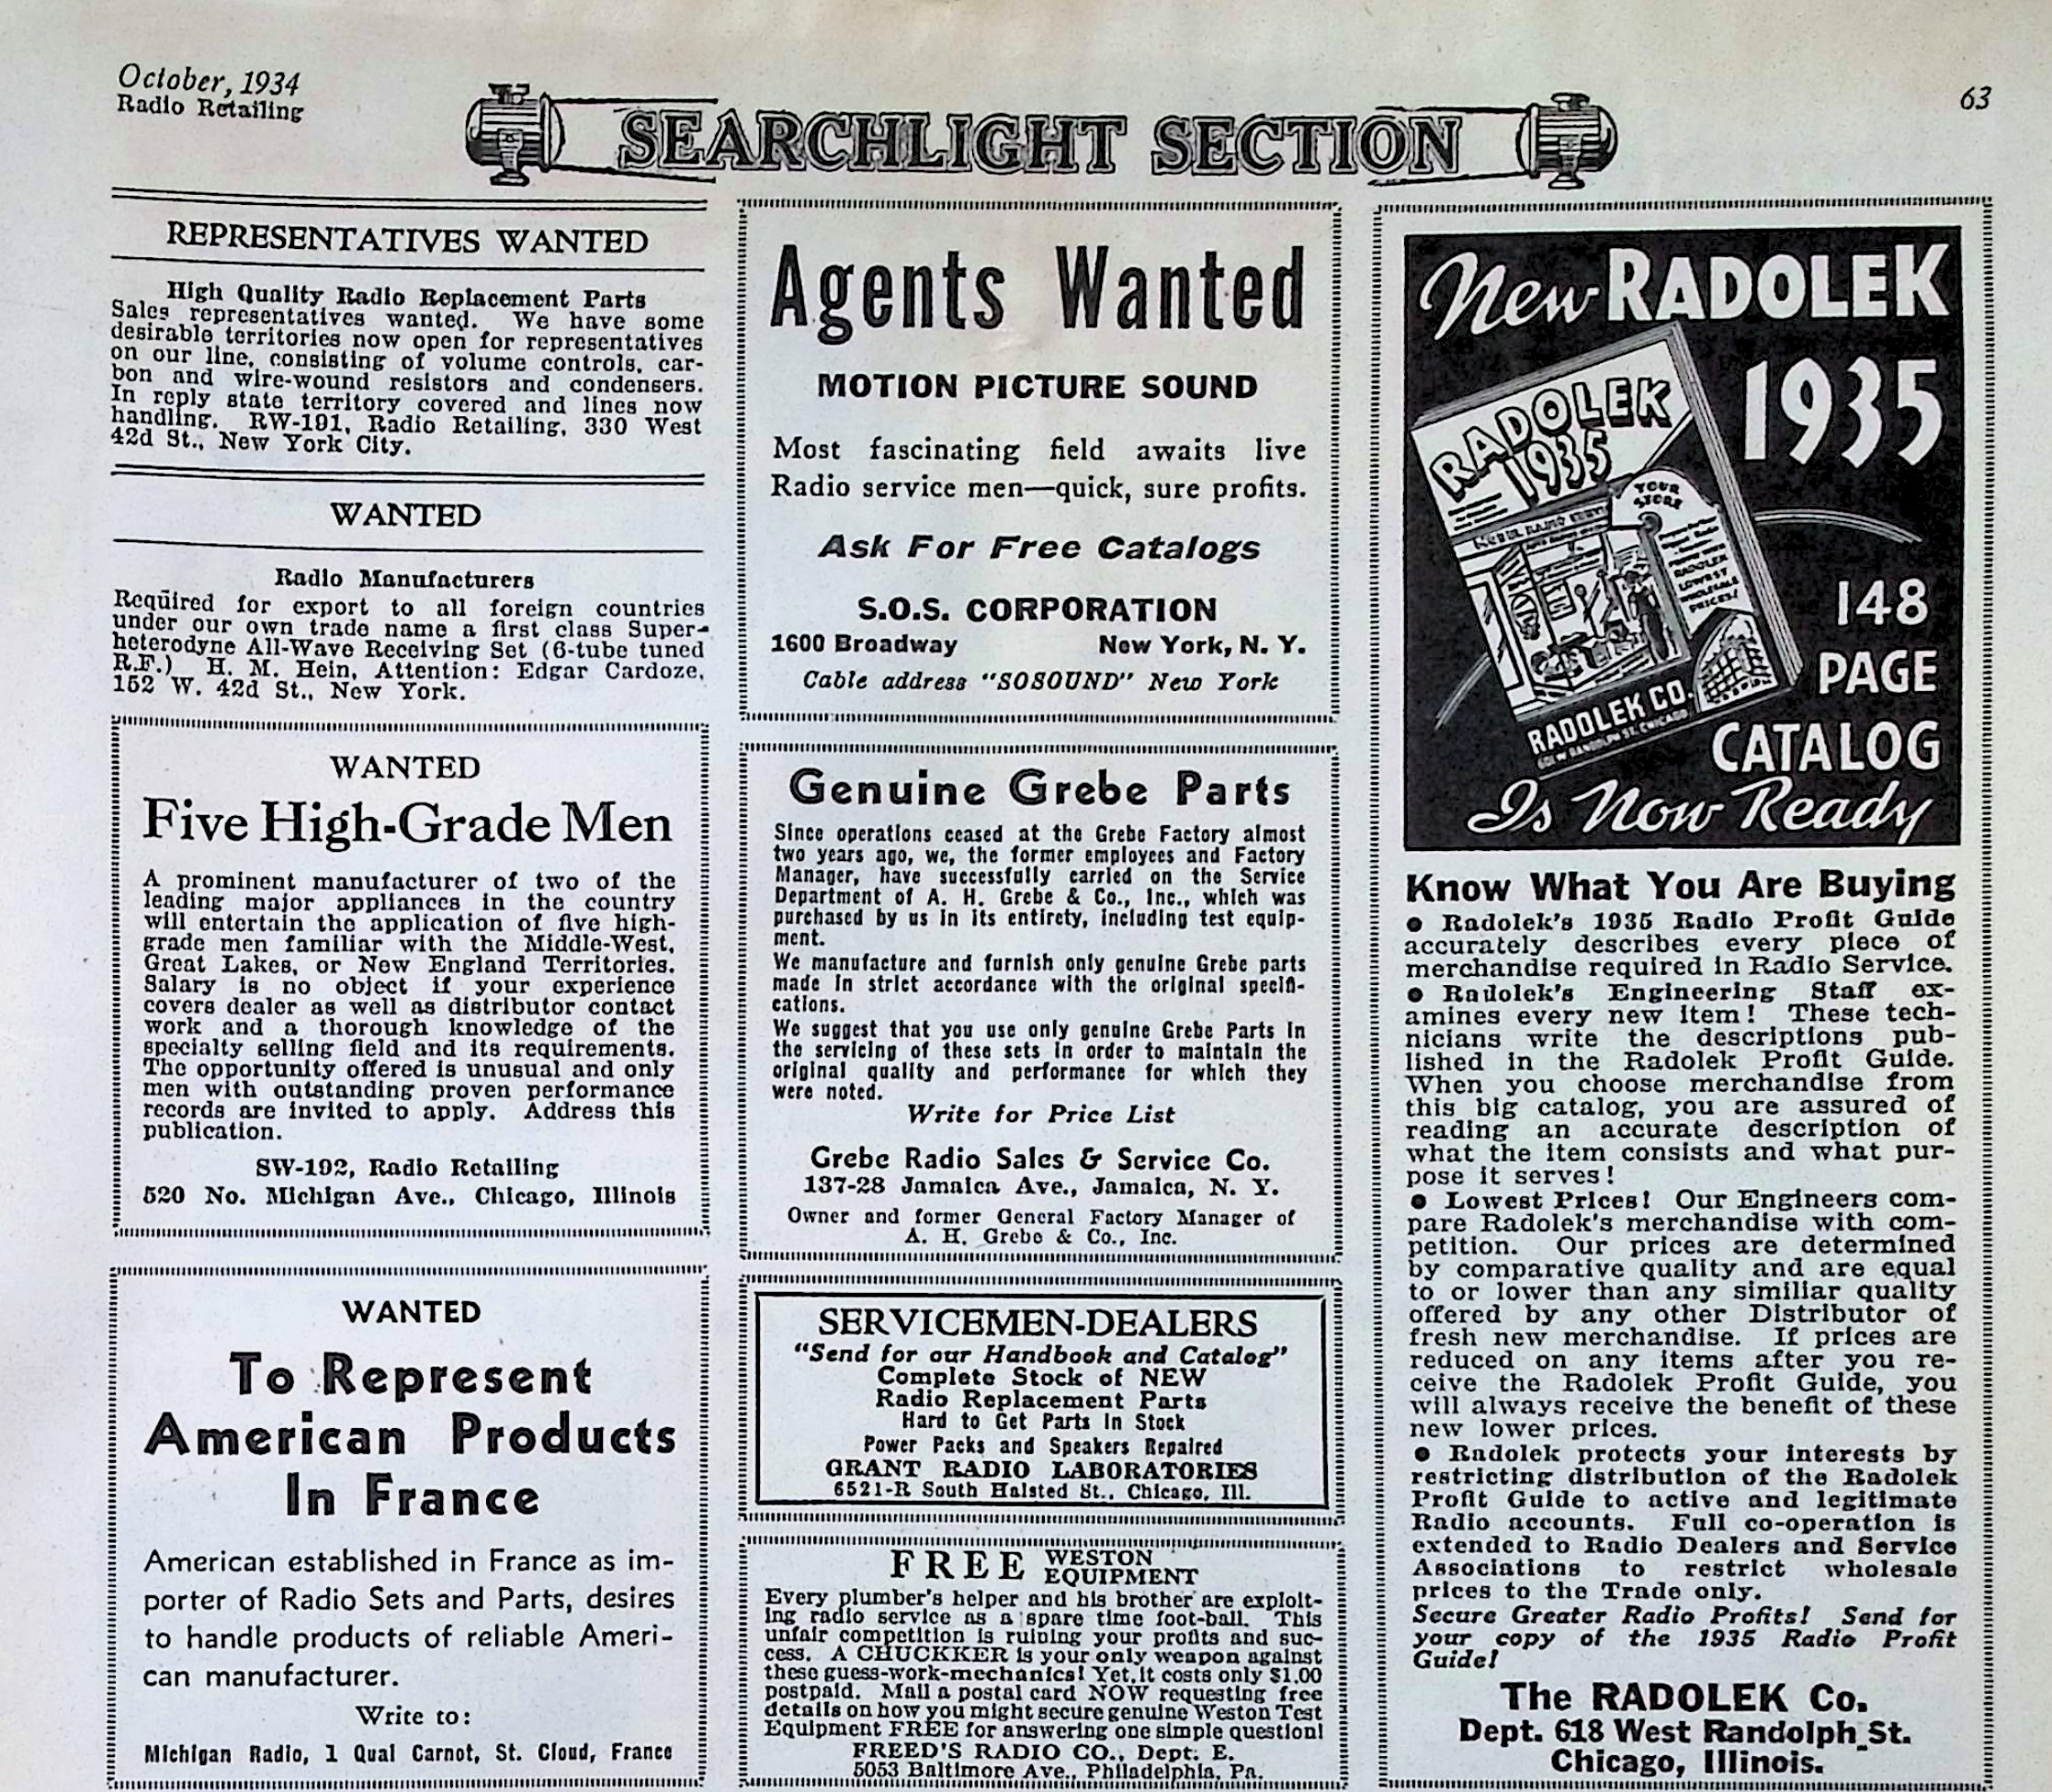 October, 1934
Radio Retailing
SEARCHLIGHT SECTION
63
REPRESENTATIVES WANTED
High Quality Radio Replacement Parts
Sales representatives wanted. We have some
desirable territories now open for representatives
on our line, consisting of volume controls, car-
bon and wire-wound resistors and condensers.
In reply state territory covered and lines now
handling. RW-191, Radio Retailing, 330 West
42d St., New York City.
WANTED
Radio Manufacturers
Required for export to all foreign countries
under our own trade name a first class Super-
heterodyne All-Wave Receiving Set (6-tube tuned
R.F.) H. M. Hein, Attention: Edgar Cardoze,
152 W. 42d St., New York.
WANTED
Five High-Grade Men
A prominent manufacturer of two of the
leading major appliances in the country
will entertain the application of five high-
grade men familiar with the Middle-West,
Great Lakes, or New England Territories.
Salary is no object if your experience
covers dealer as well as distributor contact
work and a thorough knowledge of the
specialty selling field and its requirements.
The opportunity offered is unusual and only
men with outstanding proven performance
records are invited to apply. Address this
publication.
SW-192, Radio Retailing
520 No. Michigan Ave., Chicago, Illinois
WANTED
To Represent
American Products
In France
American established in France as im-
porter of Radio Sets and Parts, desires
to handle products of reliable Ameri-
can manufacturer.
Write to:
Michigan Radio, 1 Quai Carnot, St. Cloud, France
Agents Wanted
MOTION PICTURE SOUND
Most fascinating field awaits live
Radio service men—quick, sure profits.
Ask For Free Catalogs
S.O.S. CORPORATION
1600 Broadway New York, N. Y.
Cable address "SOSOUND" New York
Genuine Grebe Parts
Since operations ceased at the Grebe Factory almost
two years ago, we, the former employees and Factory
Manager, have successfully carried on the Service
Department of A. H. Grebe & Co., Inc., which was
purchased by us in its entirety, including test equip-
ment.
We manufacture and furnish only genuine Grebe parts
made in strict accordance with the original specifi-
cations.
We suggest that you use only genuine Grebe Parts in
the servicing of these sets in order to maintain the
original quality and performance for which they
were noted.
Write for Price List
Grebe Radio Sales & Service Co.
137-28 Jamaica Ave., Jamaica, N. Y.
Owner and former General Factory Manager of
A. H. Grebe & Co., Inc.
SERVICEMEN-DEALERS
"Send for our Handbook and Catalog"
Complete Stock of NEW
Radio Replacement Parts
Hard to Get Parts In Stock
Power Packs and Speakers Repaired
GRANT RADIO LABORATORIES
6521-R South Halsted St., Chicago, Ill.
FREE WESTON
EQUIPMENT
Every plumber's helper and his brother are exploit-
ing radio service as a spare time foot-ball. This
unfair competition is ruining your profits and suc-
cess. A CHUCKKER is your only weapon against
these guess-work-mechanics! Yet, it costs only $1.00
postpaid. Mail a postal card NOW requesting free
details on how you might secure genuine Weston Test
Equipment FREE for answering one simple question!
FREED'S RADIO CO., Dept. E.
5053 Baltimore Ave., Philadelphia, Pa.
New RADOLEK
1935
RADOLEK
1935
YOUR
STORE
RADOLEK
LOWEST
WHOLESALE
PRICES!
RADOLEK CO.
601 W. RANDOLPH ST. CHICAGO
148
PAGE
CATALOG
Is Now Ready
Know What You Are Buying
● Radolek's 1935 Radio Profit Guide
accurately describes every piece of
merchandise required in Radio Service.
● Radolek's Engineering Staff ex-
amines every new item! These tech-
nicians write the descriptions pub-
lished in the Radolek Profit Guide.
When you choose merchandise from
this big catalog, you are assured of
reading an accurate description of
what the item consists and what pur-
pose it serves!
● Lowest Prices! Our Engineers com-
pare Radolek's merchandise with com-
petition. Our prices are determined
by comparative quality and are equal
to or lower than any similiar quality
offered by any other Distributor of
fresh new merchandise. If prices are
reduced on any items after you re-
ceive the Radolek Profit Guide, you
will always receive the benefit of these
new lower prices.
● Radolek protects your interests by
restricting distribution of the Radolek
Profit Guide to active and legitimate
Radio accounts. Full co-operation is
extended to Radio Dealers and Service
Associations to restrict wholesale
prices to the Trade only.
Secure Greater Radio Profits! Send for
your copy of the 1935 Radio Profit
Guide!
The RADOLEK Co.
Dept. 618 West Randolph St.
Chicago, Illinois.